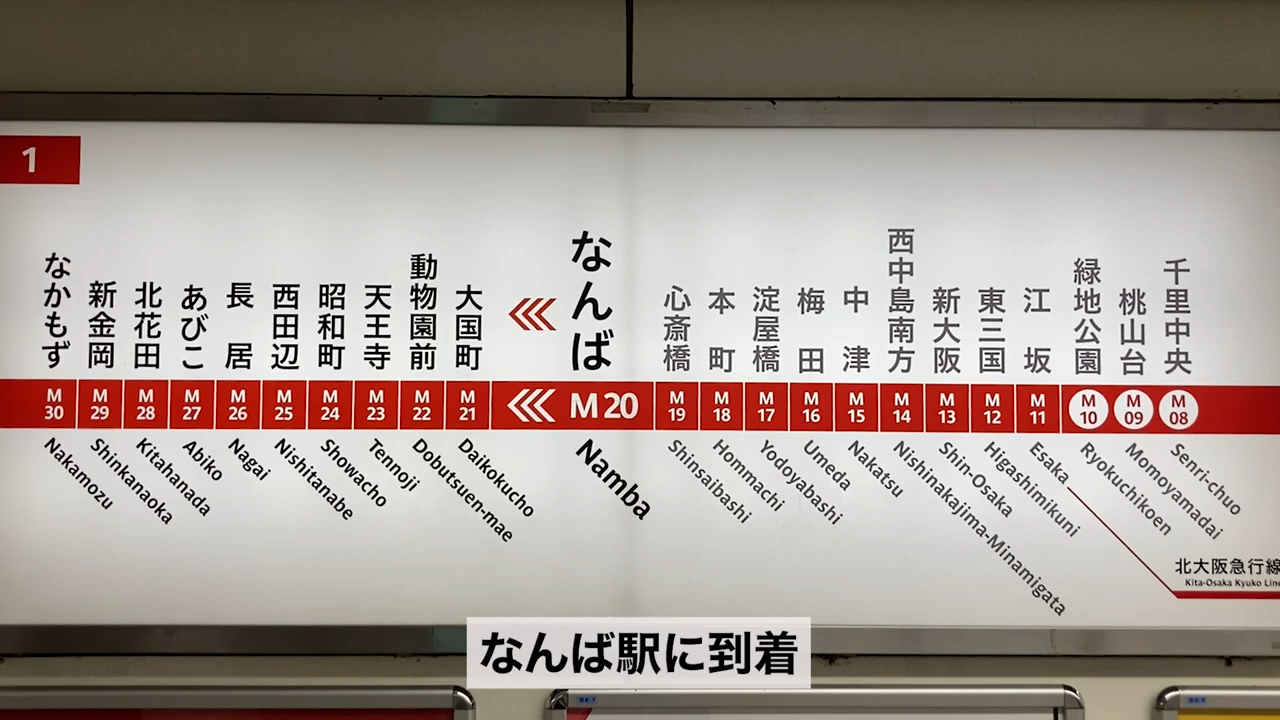 1
なかもず
新金岡
北花田
あびこ
長居
西田辺
昭和町
天王寺
動物園前
大国町
なんば
心斎橋
本町
淀屋橋
梅田
中津
西中島南方
新大阪
東三国
江坂
緑地公園
桃山台
千里中央
M 30
M 29
M 28
M 27
M 26
M 25
M 24
M 23
M 22
M 21
M 20
M 19
M 18
M 17
M 16
M 15
M 14
M 13
M 12
M 11
M 10
M 09
M 08
Nakamozu
Shinkanaoka
Kitahanada
Abiko
Nagai
Nishitanabe
Showacho
Tennoji
Dobutsuen-mae
Daikokucho
Namba
Shinsaibashi
Hommachi
Yodoyabashi
Umeda
Nakatsu
Nishinakajima-Minamigata
Shin-Osaka
Higashimikuni
Esaka
Ryokuchikoen
Momoyamadai
Senri-chuo
北大阪急行線
Kita-Osaka Kyuko Line
なんば駅に到着